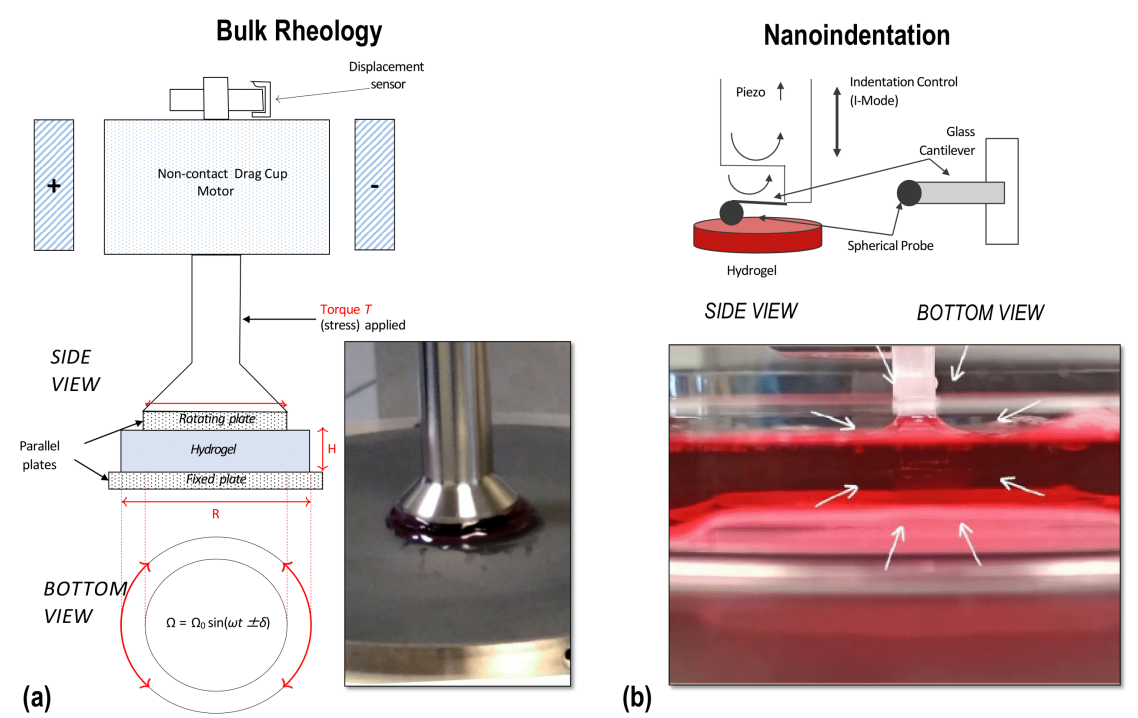 Bulk Rheology
Displacement
sensor
+
Non-contact Drag Cup
Motor
-
Torque T
(stress) applied
SIDE
VIEW
Rotating plate
Parallel
plates
Hydrogel
H
Fixed plate
R
BOTTOM
VIEW
Ω = Ω₀ sin(ωt ±δ)
(a)
Nanoindentation
Piezo
Indentation Control
(I-Mode)
Glass
Cantilever
Spherical Probe
Hydrogel
SIDE VIEW
BOTTOM VIEW
(b)